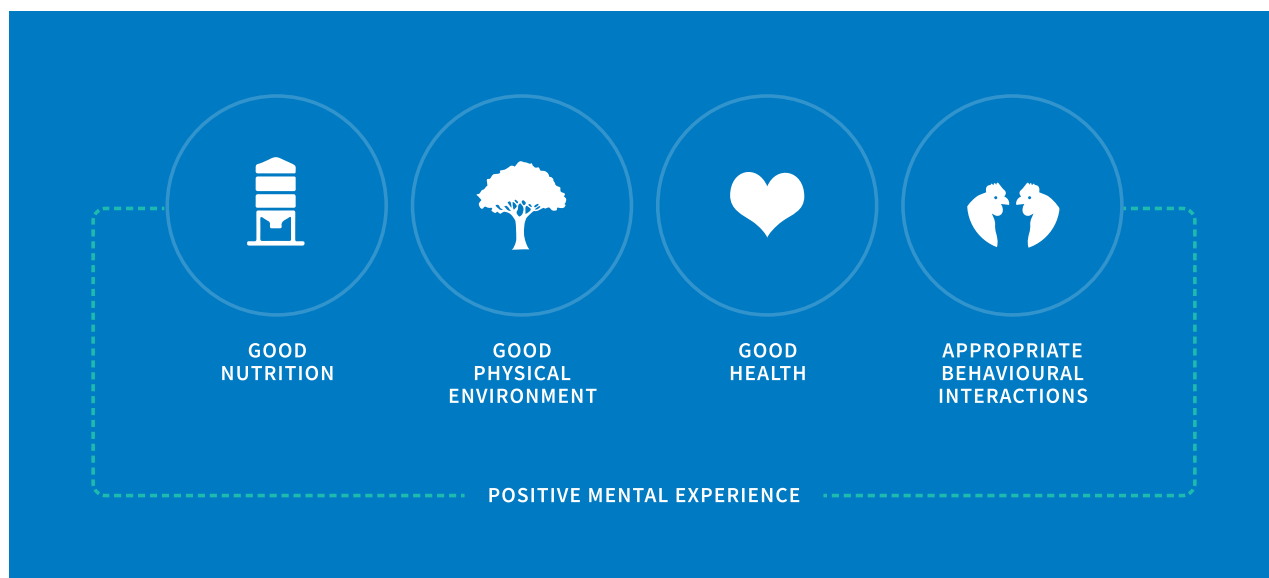 GOOD
NUTRITION
GOOD
PHYSICAL
ENVIRONMENT
GOOD
HEALTH
APPROPRIATE
BEHAVIOURAL
INTERACTIONS
POSITIVE MENTAL EXPERIENCE